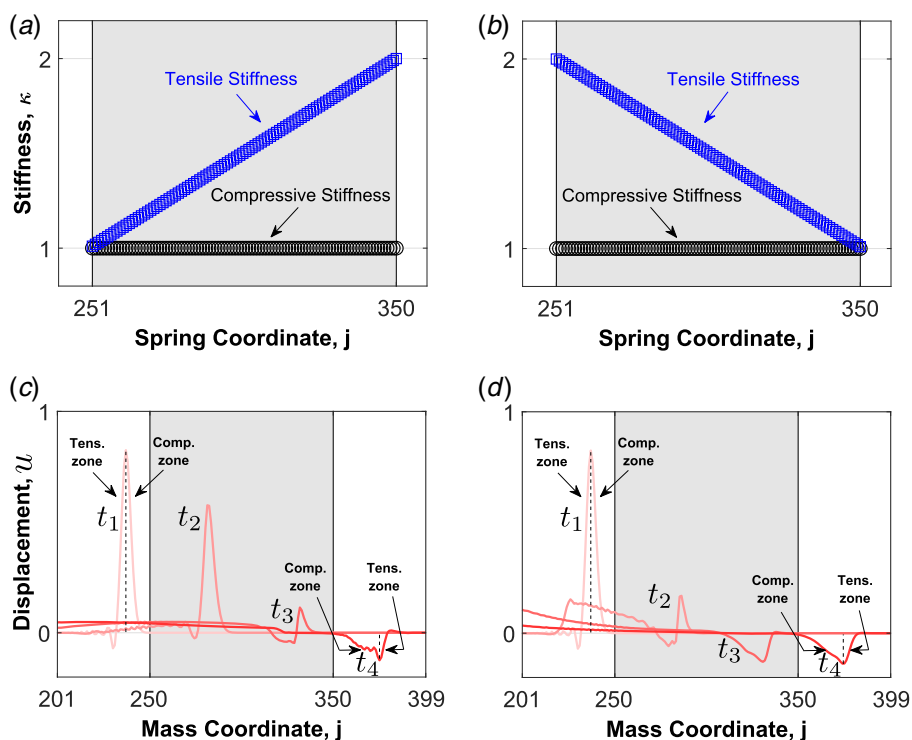 (a)
2
Tensile Stiffness
Compressive Stiffness
1
251
350
Stiffness, κ
Spring Coordinate, j
(b)
2
Tensile Stiffness
Compressive Stiffness
1
251
350
Spring Coordinate, j
(c)
1
Tens.
zone
Comp.
zone
t1
t2
Comp.
zone
Tens.
zone
t3
t4
0
201
250
350
399
Displacement, u
Mass Coordinate, j
(d)
1
Tens.
zone
Comp.
zone
t1
t2
Comp.
zone
Tens.
zone
t3
t4
0
201
250
350
399
Mass Coordinate, j